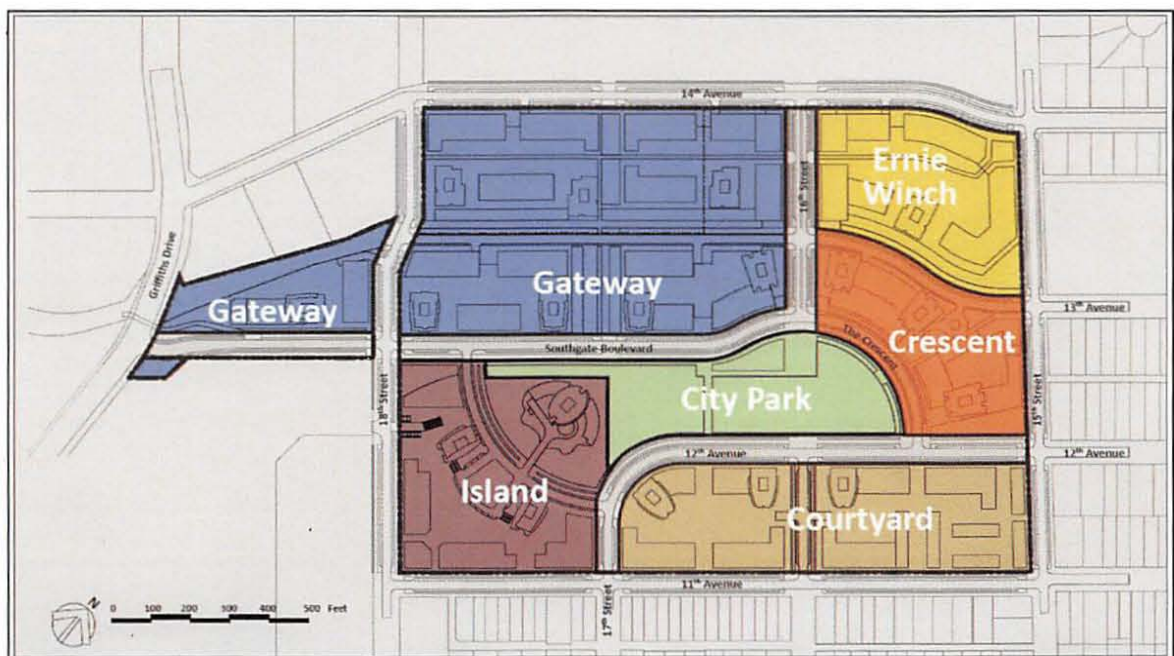 14th Avenue
Ernie
Winch
16th Street
Griffiths Drive
Gateway
Gateway
13th Avenue
The Crescent
Crescent
Southgate Boulevard
City Park
18th Street
15th Street
12th Avenue
12th Avenue
Island
Courtyard
11th Avenue
17th Street
N
0 100 200 300 400 500 Feet